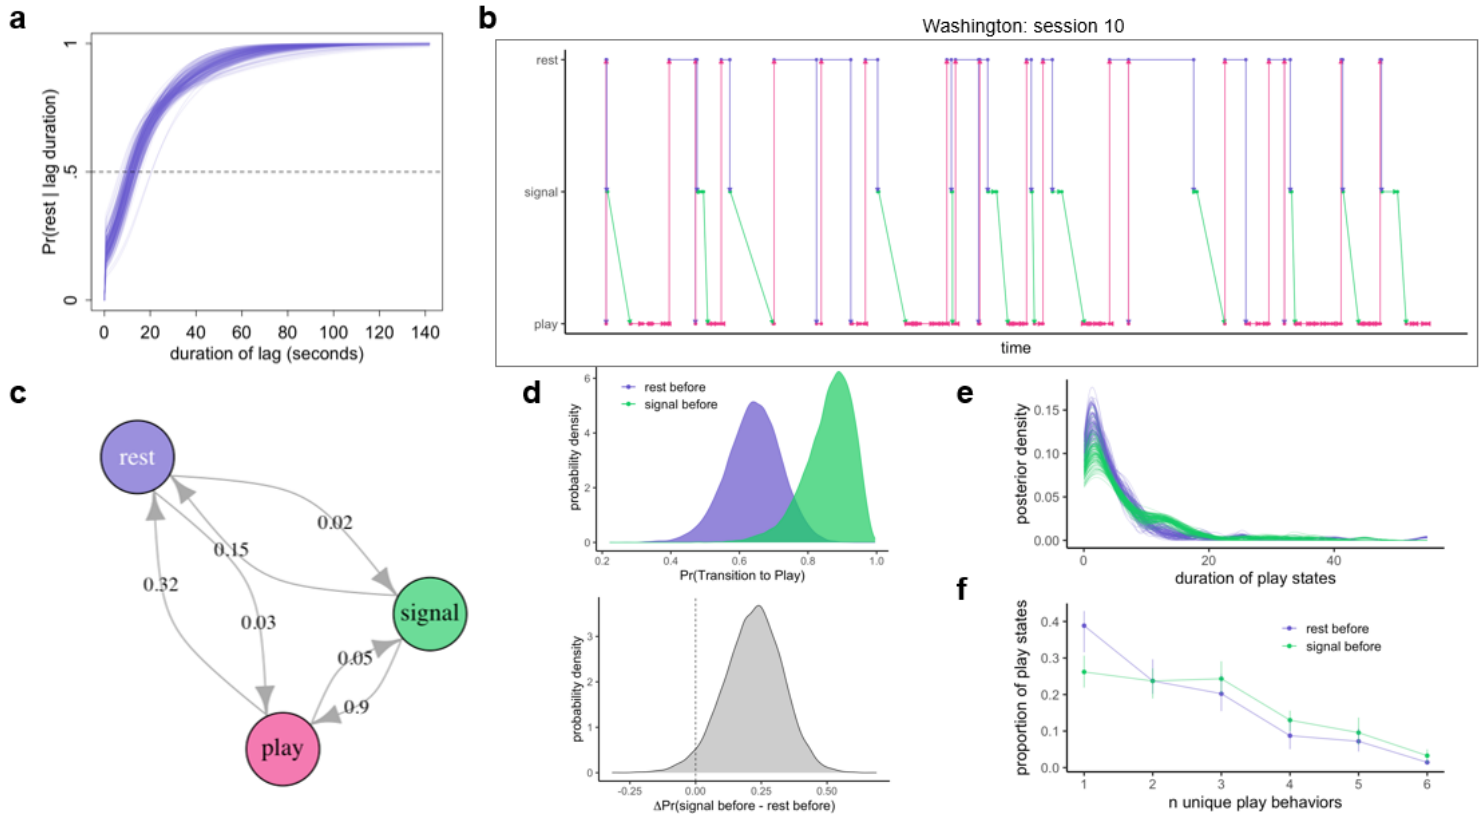 a
1
.5
0
Pr(rest | lag duration)
0 20 40 60 80 100 120 140
duration of lag (seconds)
b
Washington: session 10
rest
signal
play
time
c
rest
0.02
0.15
0.32
signal
0.03
0.05
0.9
play
d
6
4
2
0
probability density
rest before
signal before
0.2 0.4 0.6 0.8 1.0
Pr(Transition to Play)
3
2
1
0
probability density
-0.25 0.00 0.25 0.50
ΔPr(signal before - rest before)
e
0.15
0.10
0.05
0.00
posterior density
0 20 40
duration of play states
f
0.4
0.3
0.2
0.1
0.0
proportion of play states
rest before
signal before
1 2 3 4 5 6
n unique play behaviors